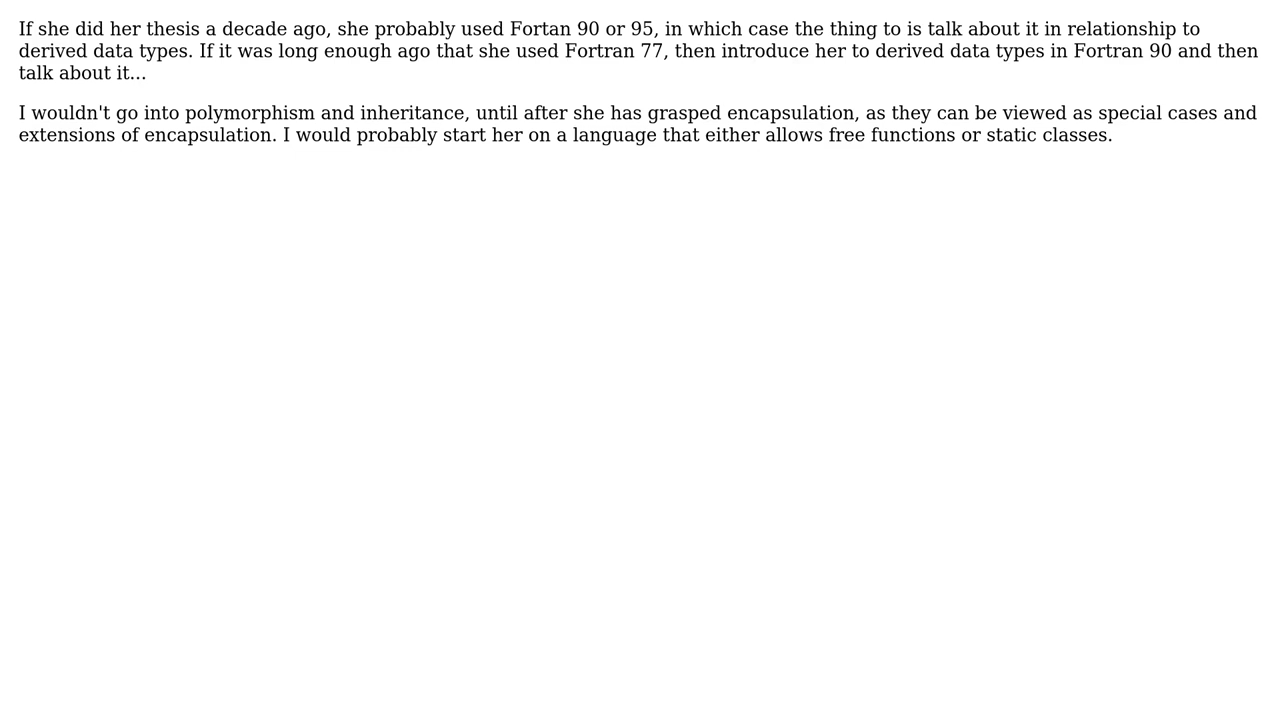 If she did her thesis a decade ago, she probably used Fortan 90 or 95, in which case the thing to is talk about it in relationship to
derived data types. If it was long enough ago that she used Fortran 77, then introduce her to derived data types in Fortran 90 and then
talk about it...
I wouldn't go into polymorphism and inheritance, until after she has grasped encapsulation, as they can be viewed as special cases and
extensions of encapsulation. I would probably start her on a language that either allows free functions or static classes.